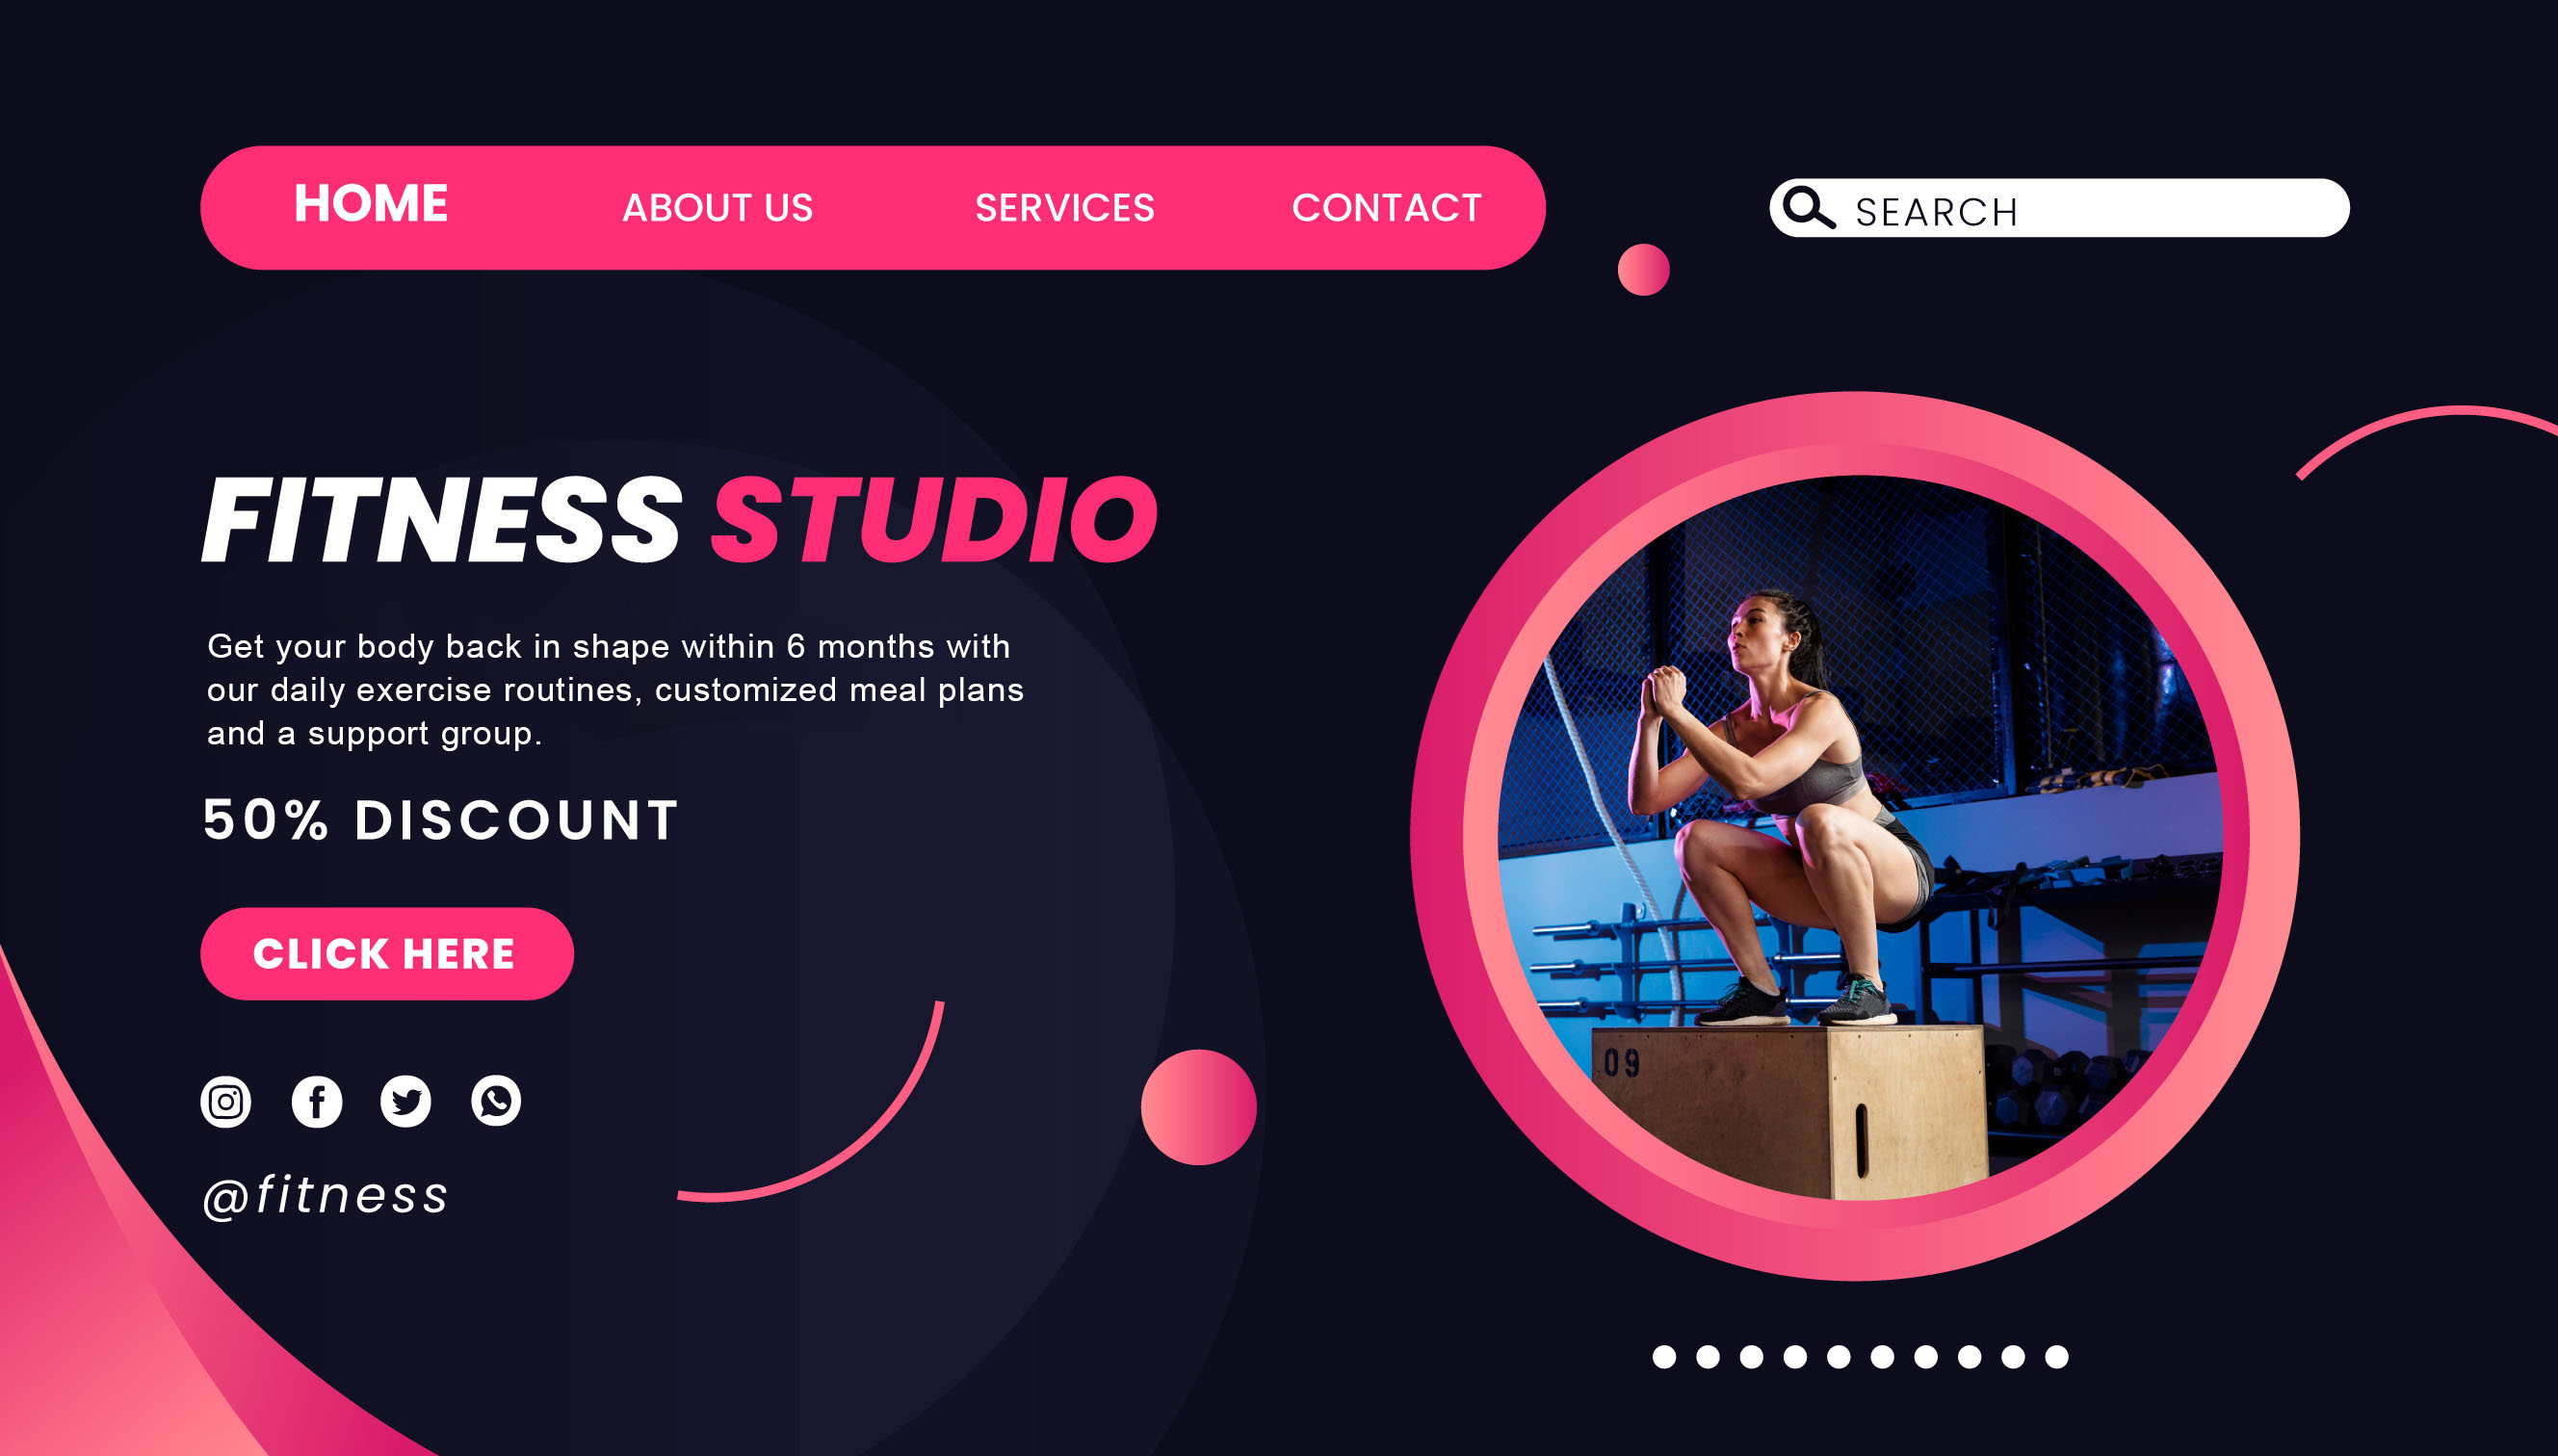 HOME ABOUT US SERVICES CONTACT
SEARCH
FITNESS STUDIO
Get your body back in shape within 6 months with
our daily exercise routines, customized meal plans
and a support group.
50% DISCOUNT
CLICK HERE
@fitness
09